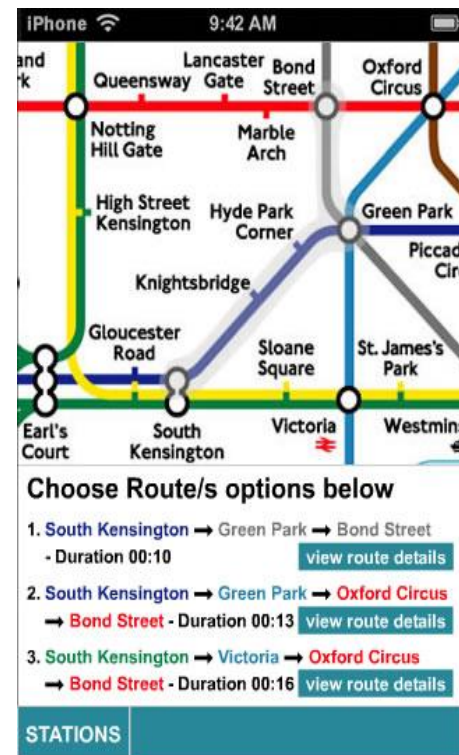 iPhone 9:42 AM
and
k
Queensway
Lancaster
Gate
Bond
Street
Oxford
Circus
Notting
Hill Gate
Marble
Arch
High Street
Kensington
Hyde Park
Corner
Green Park
Piccad
Cir
Knightsbridge
Gloucester
Road
Sloane
Square
St. James's
Park
Earl's
Court
South
Kensington
Victoria
Westmin
Choose Route/s options below
1. South Kensington → Green Park → Bond Street
- Duration 00:10 view route details
2. South Kensington → Green Park → Oxford Circus
→ Bond Street - Duration 00:13 view route details
3. South Kensington → Victoria → Oxford Circus
→ Bond Street - Duration 00:16 view route details
STATIONS